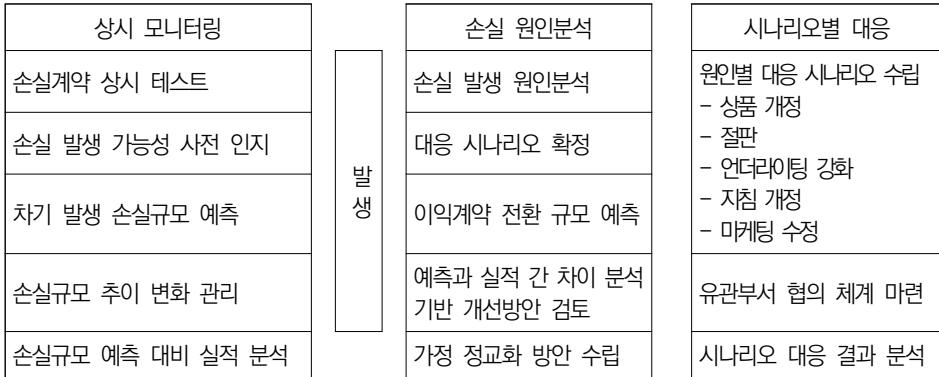 상시 모니터링
손실계약 상시 테스트
손실 발생 가능성 사전 인지
차기 발생 손실규모 예측
손실규모 추이 변화 관리
손실규모 예측 대비 실적 분석
발
생
손실 원인분석
손실 발생 원인분석
대응 시나리오 확정
이익계약 전환 규모 예측
예측과 실적 간 차이 분석
기반 개선방안 검토
가정 정교화 방안 수립
시나리오별 대응
원인별 대응 시나리오 수립
- 상품 개정
- 절판
- 언더라이팅 강화
- 지침 개정
- 마케팅 수정
유관부서 협의 체계 마련
시나리오 대응 결과 분석